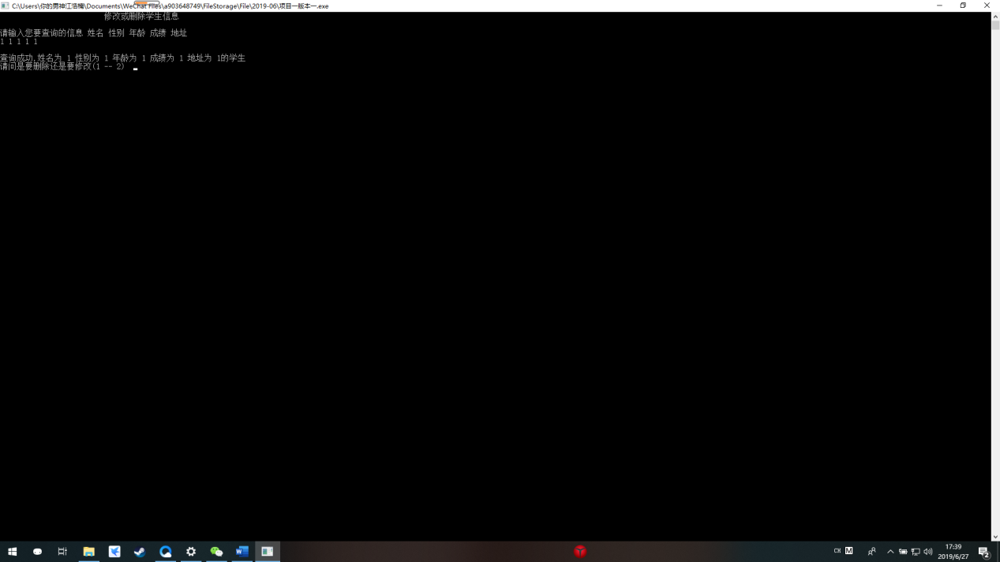 C:\Users\你的男神江浩楠\Documents\WeChat Files\a903648749\FileStorage\File\2019-06\项目一版本一.exe
修改或删除学生信息
请输入您要查询的信息 姓名 性别 年龄 成绩 地址
1 1 1 1 1
查询成功,姓名为 1 性别为 1 年龄为 1 成绩为 1 地址为 1的学生
请问是要删除还是要修改(1 -- 2)
17:39
2019/6/27
2